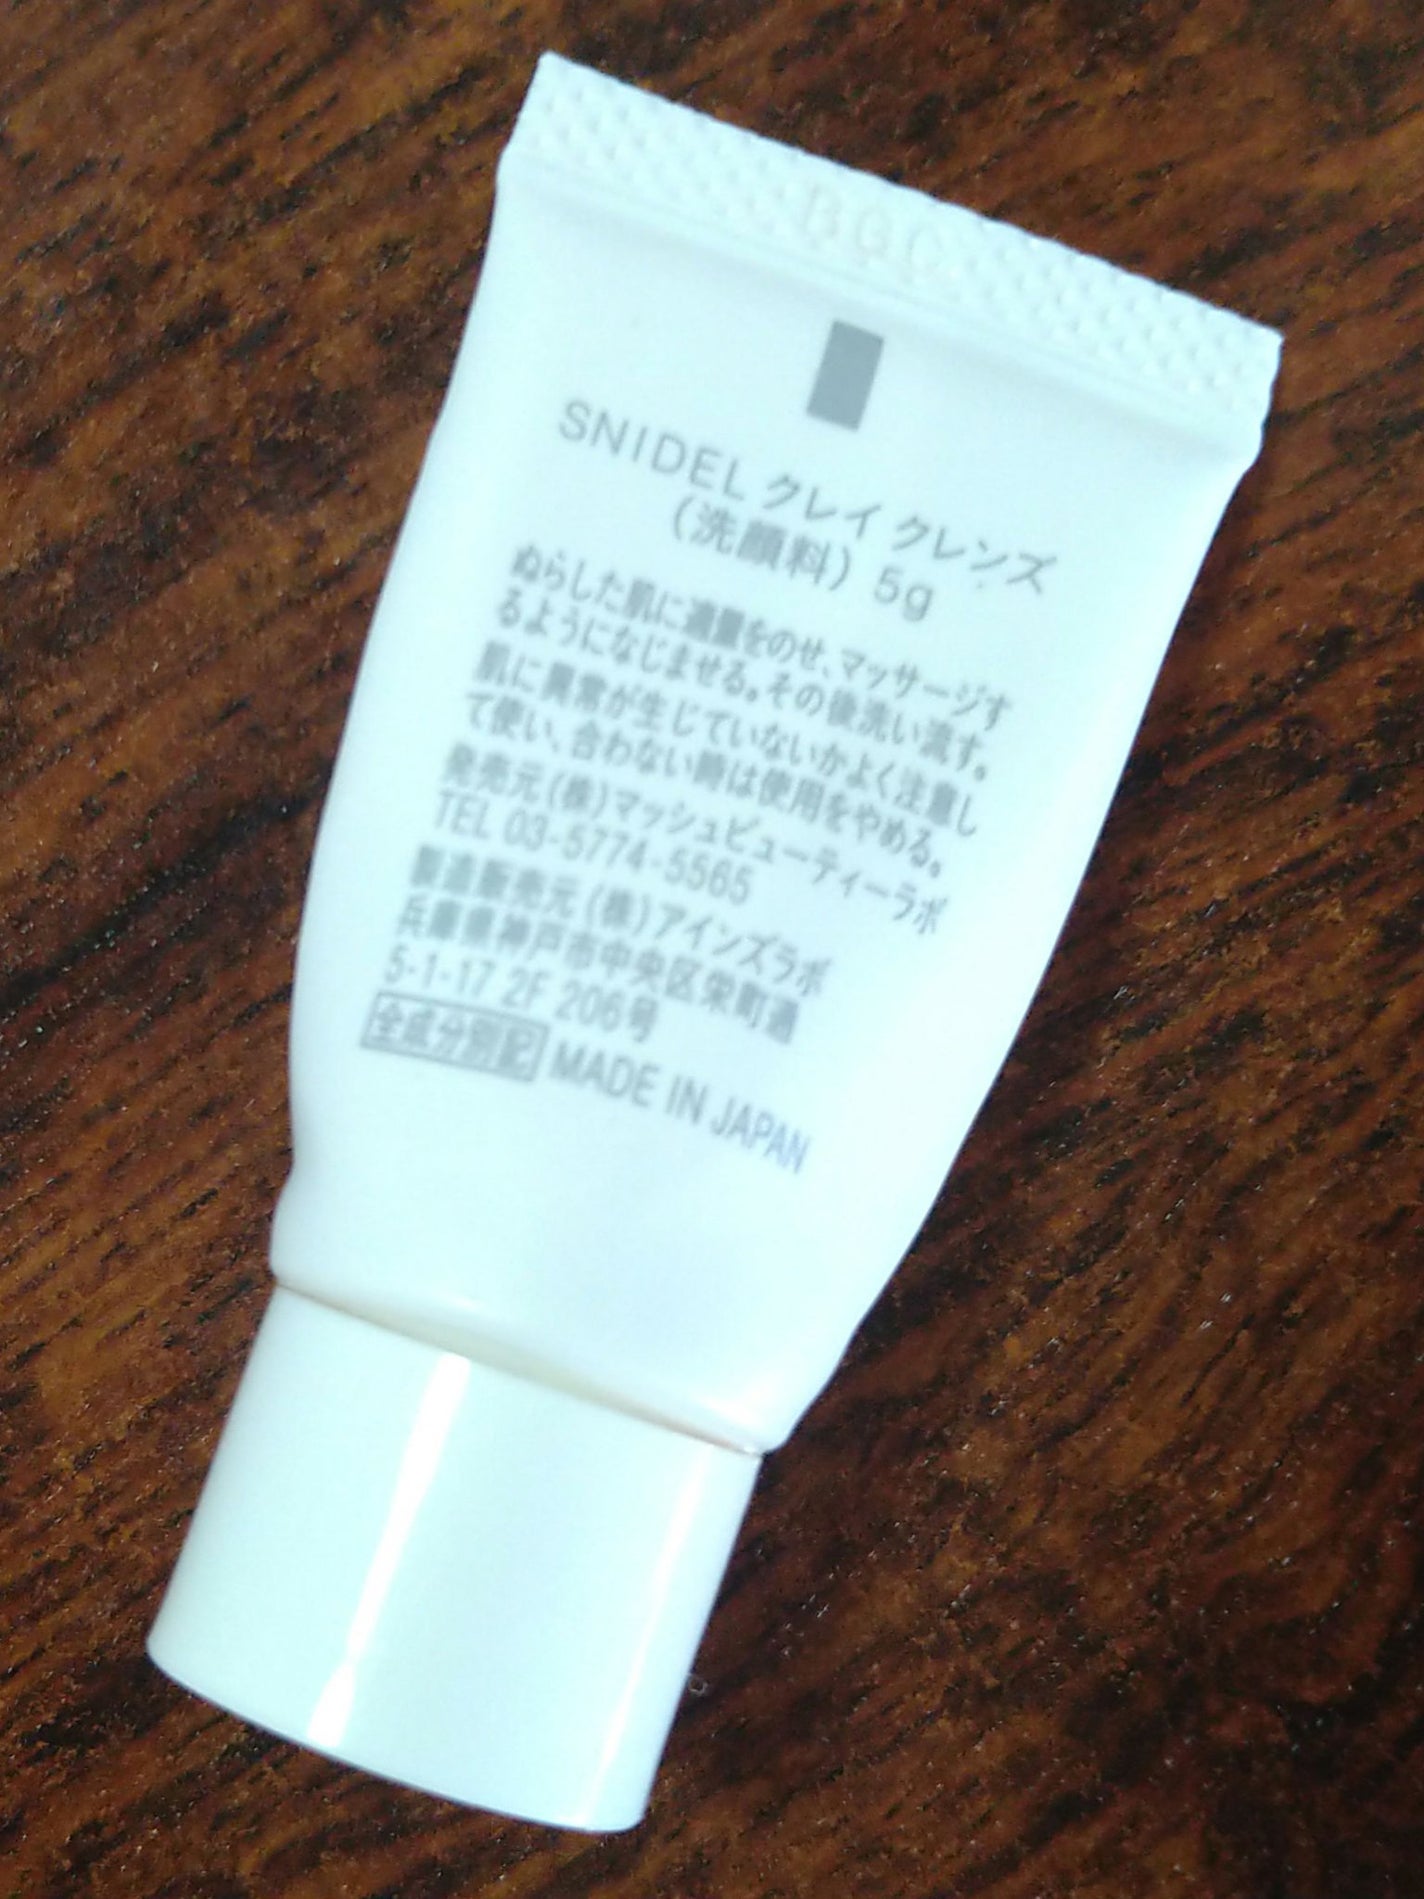 BGC
SNIDEL クレイ クレンズ
(洗顔料) 5g
ぬらした肌に適量をのせ、マッサージす
るようになじませる。その後洗い流す。
肌に異常が生じていないかよく注意し
て使い、合わない時は使用をやめる。
発売元(株)マッシュビューティーラボ
TEL 03-5774-5565
製造販売元 (株)アインズラボ
兵庫県神戸市中央区栄町通
5-1-17 2F 206号
全成分別記 MADE IN JAPAN